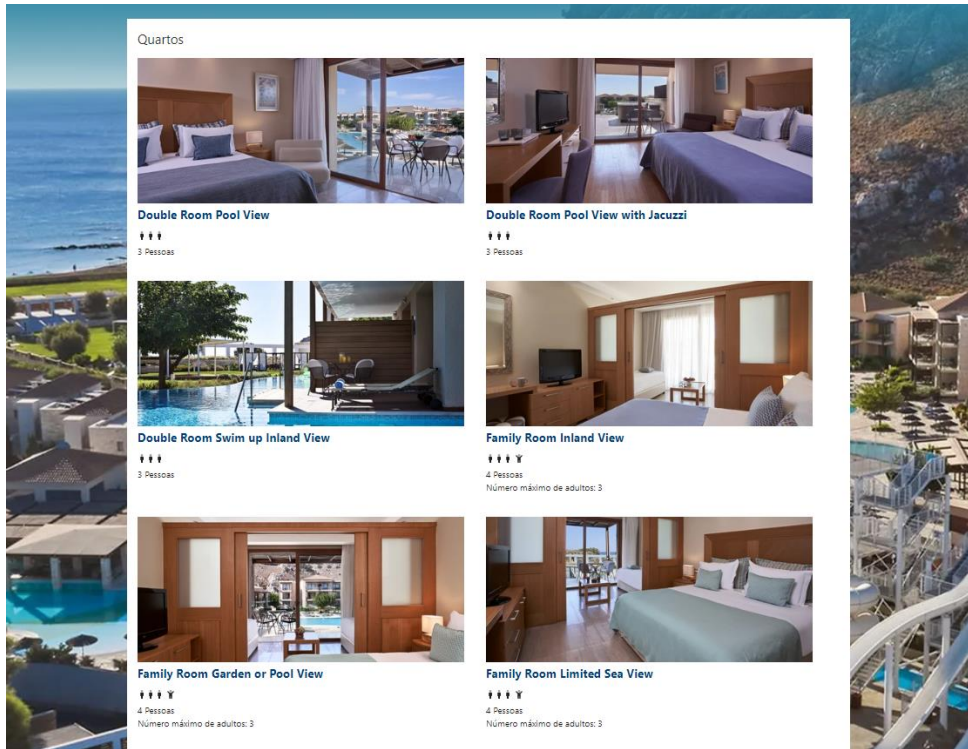 Quartos
Double Room Pool View
3 Pessoas
Double Room Pool View with Jacuzzi
3 Pessoas
Double Room Swim up Inland View
3 Pessoas
Family Room Inland View
4 Pessoas
Número máximo de adultos: 3
Family Room Garden or Pool View
4 Pessoas
Número máximo de adultos: 3
Family Room Limited Sea View
4 Pessoas
Número máximo de adultos: 3